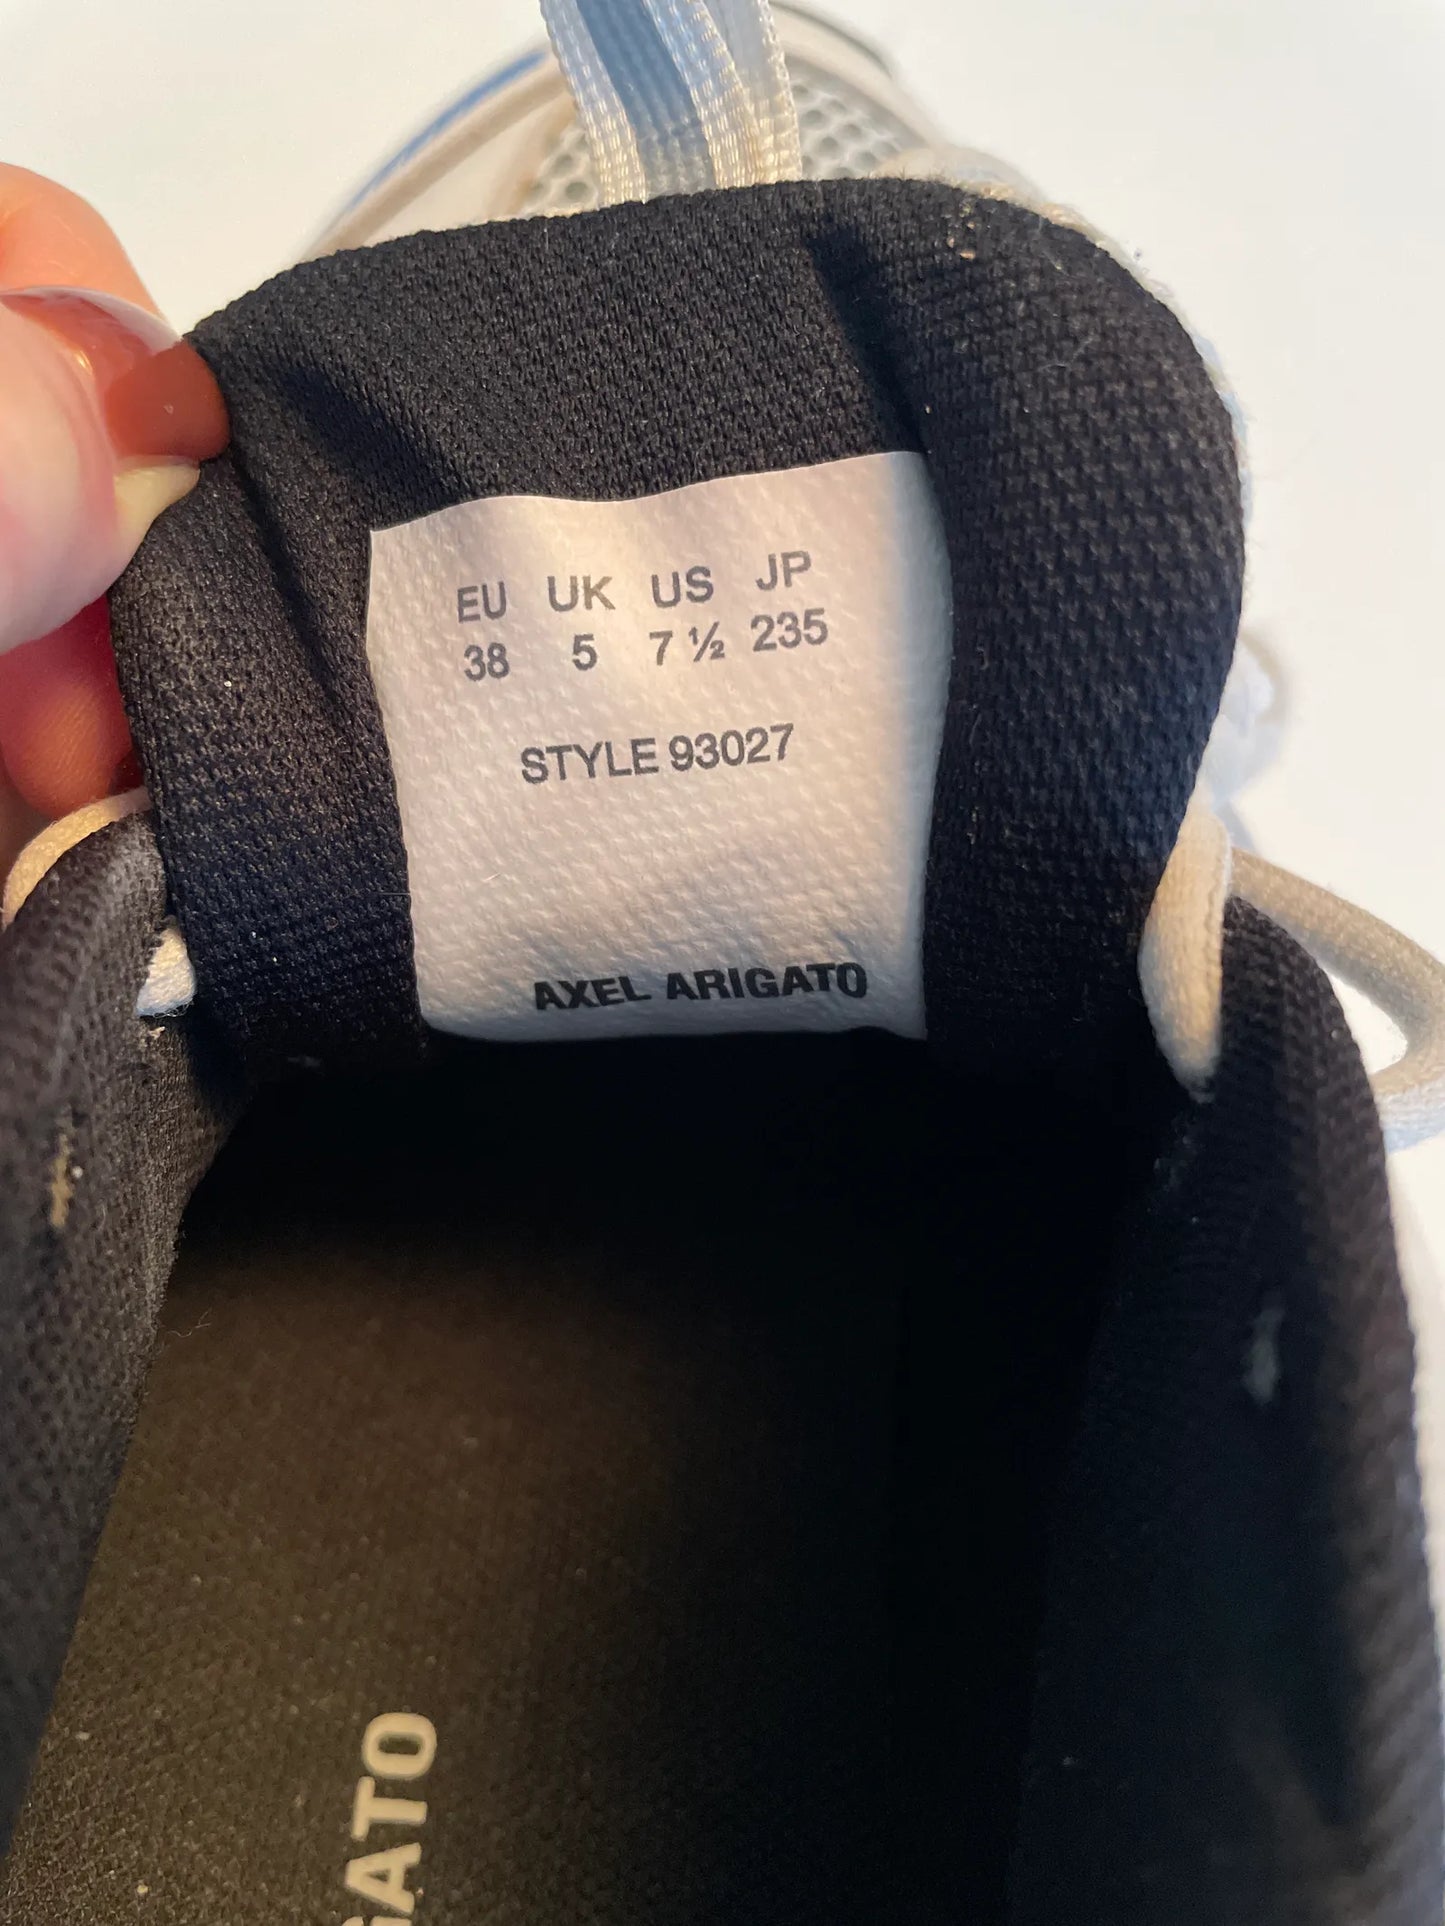 EU UK US JP
38 5 7 ½ 235
STYLE 93027
AXEL ARIGATO
GATO